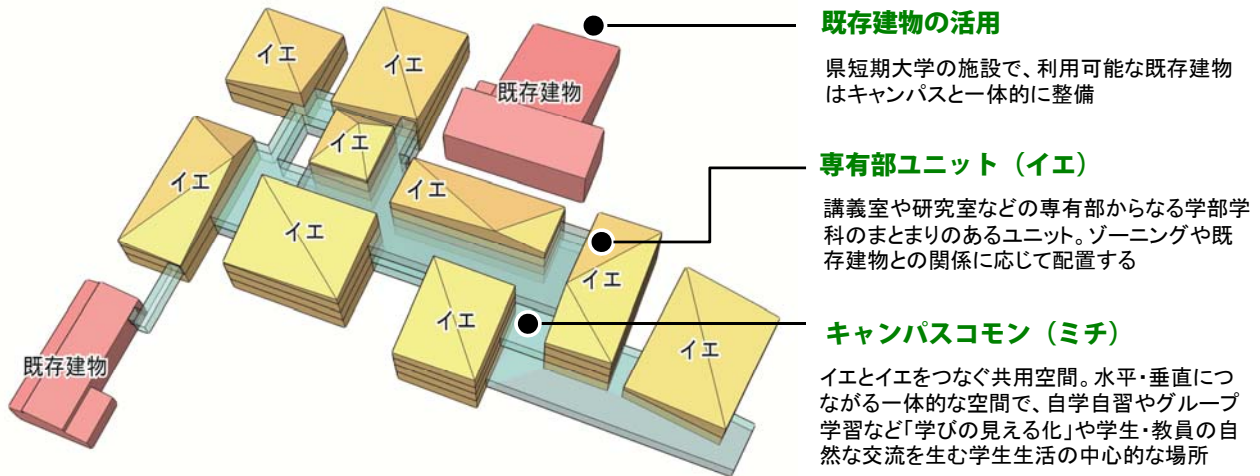 イエ
イエ
既存建物
イエ
イエ
イエ
イエ
イエ
イエ
イエ
既存建物
既存建物の活用
県短期大学の施設で、利用可能な既存建物
はキャンパスと一体的に整備
専有部ユニット（イエ）
講義室や研究室などの専有部からなる学部学
科のまとまりのあるユニット。ゾーニングや既
存建物との関係に応じて配置する
キャンパスコモン（ミチ）
イエとイエをつなぐ共用空間。水平・垂直につ
ながる一体的な空間で、自学自習やグループ
学習など「学びの見える化」や学生・教員の自
然な交流を生む学生生活の中心的な場所